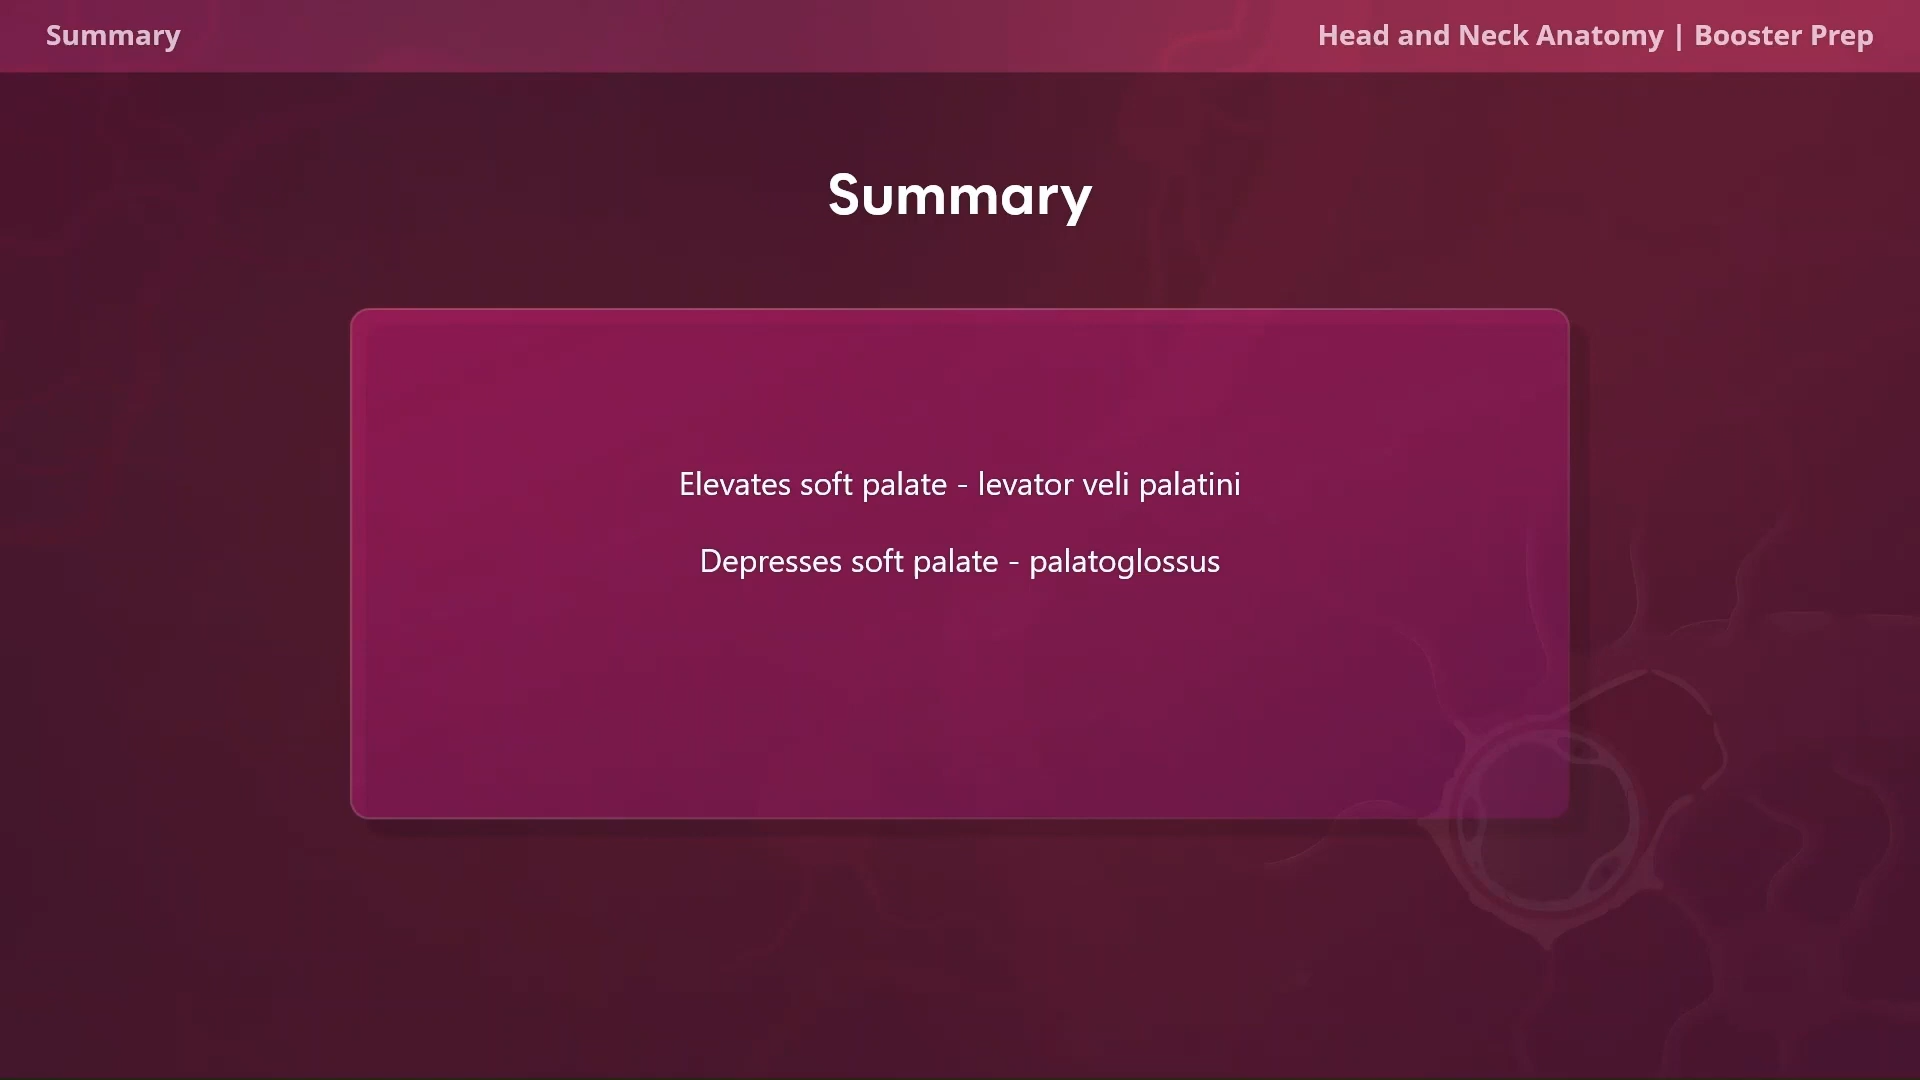 Summary
Head and Neck Anatomy | Booster Prep
Summary
Elevates soft palate - levator veli palatini
Depresses soft palate - palatoglossus